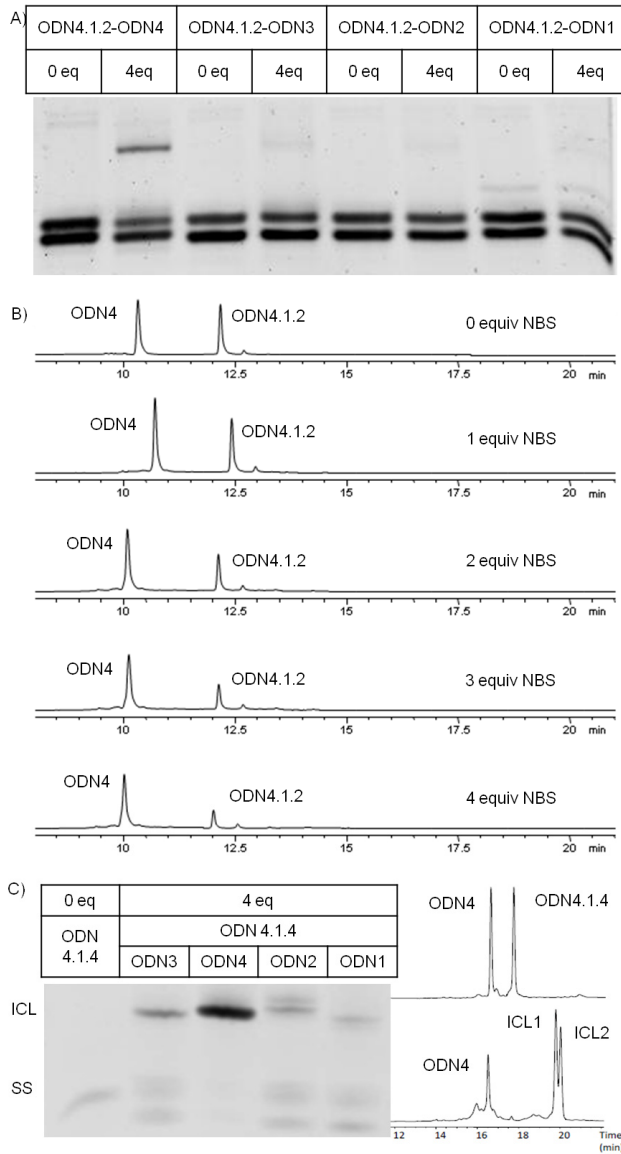 A)
ODN4.1.2-ODN4 ODN4.1.2-ODN3 ODN4.1.2-ODN2 ODN4.1.2-ODN1
0 eq 4eq 0 eq 4eq 0 eq 4eq 0 eq 4eq
B)
ODN4 ODN4.1.2 0 equiv NBS
10 12.5 15 17.5 20 min
ODN4 ODN4.1.2 1 equiv NBS
10 12.5 15 17.5 20 min
ODN4 ODN4.1.2 2 equiv NBS
10 12.5 15 17.5 20 min
ODN4 ODN4.1.2 3 equiv NBS
10 12.5 15 17.5 20 min
ODN4 ODN4.1.2 4 equiv NBS
10 12.5 15 17.5 20 min
C)
0 eq 4 eq
ODN
4.1.4
ODN 4.1.4
ODN3 ODN4 ODN2 ODN1
ICL
SS
ODN4 ODN4.1.4
ICL1
ICL2
ODN4
12 14 16 18 20 Time
(min)